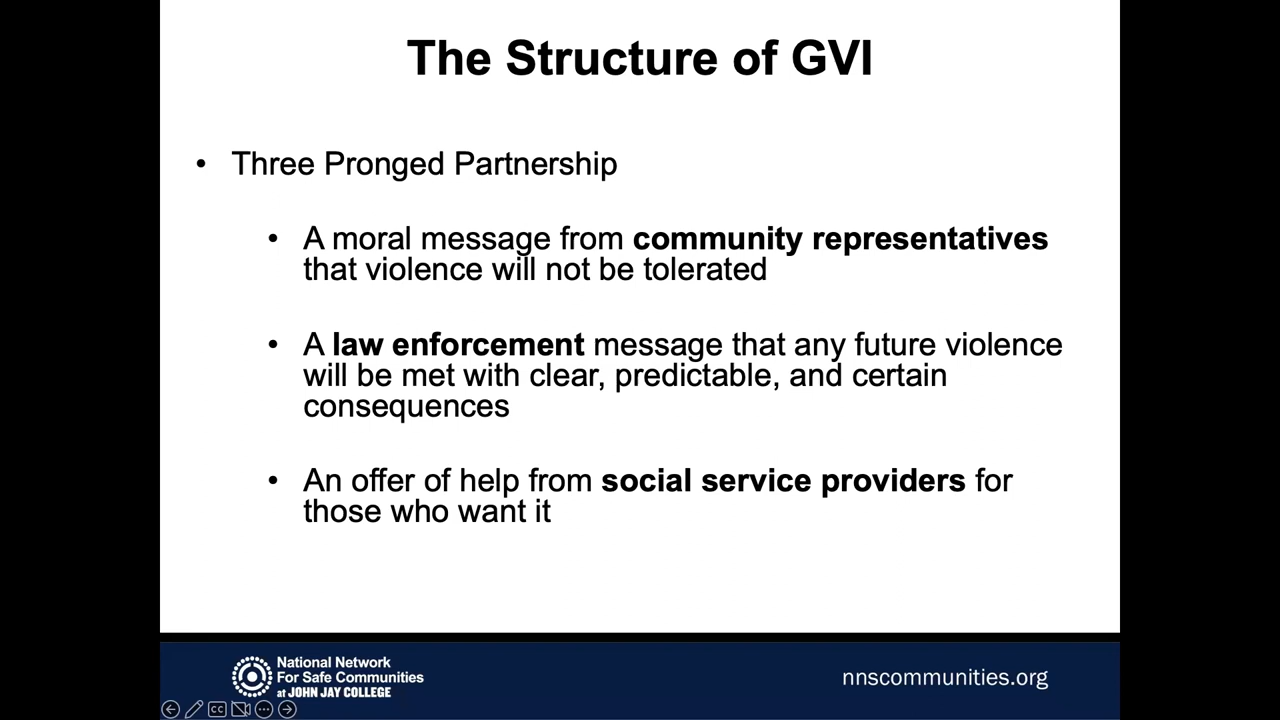 The Structure of GVI
• Three Pronged Partnership
• A moral message from community representatives
that violence will not be tolerated
• A law enforcement message that any future violence
will be met with clear, predictable, and certain
consequences
• An offer of help from social service providers for
those who want it
National Network
For Safe Communities
at JOHN JAY COLLEGE
nnscommunities.org
CC